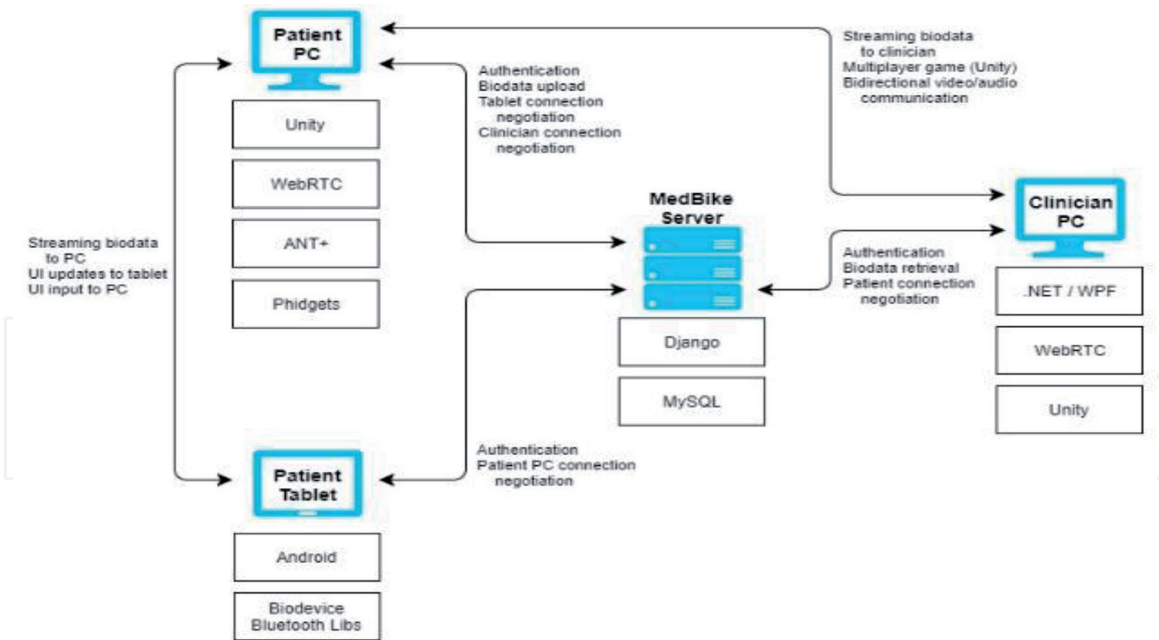 Patient
PC
Unity
WebRTC
ANT+
Phidgets
Streaming biodata
to PC
UI updates to tablet
UI input to PC
Patient
Tablet
Android
Biodevice
Bluetooth Libs
Authentication
Biodata upload
Tablet connection
negotiation
Clinician connection
negotiation
Authentication
Patient PC connection
negotiation
MedBike
Server
Django
MySQL
Streaming biodata
to clinician
Multiplayer game (Unity)
Bidirectional video/audio
communication
Authentication
Biodata retrieval
Patient connection
negotiation
Clinician
PC
.NET / WPF
WebRTC
Unity